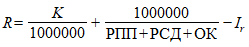 R = K/1000000 + 1000000/(РПП+РСД+ОК) − I_r